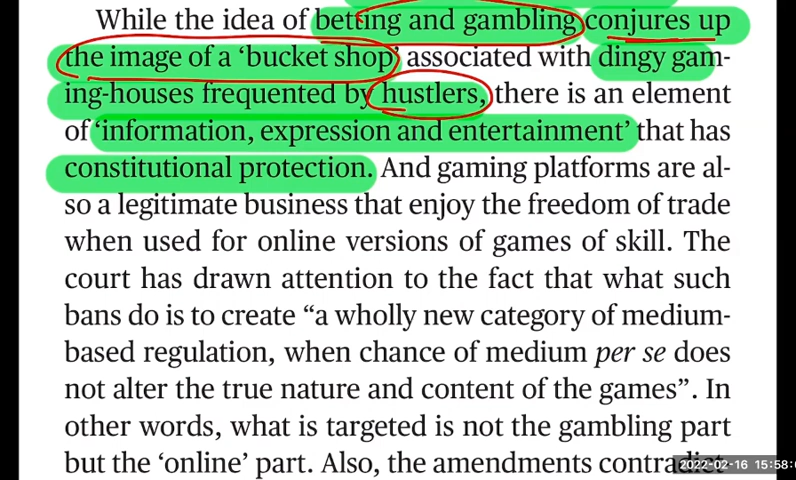 While the idea of betting and gambling conjures up
the image of a ‘bucket shop’ associated with dingy gam-
ing-houses frequented by hustlers, there is an element
of ‘information, expression and entertainment’ that has
constitutional protection. And gaming platforms are al-
so a legitimate business that enjoy the freedom of trade
when used for online versions of games of skill. The
court has drawn attention to the fact that what such
bans do is to create “a wholly new category of medium-
based regulation, when chance of medium per se does
not alter the true nature and content of the games”. In
other words, what is targeted is not the gambling part
but the ‘online’ part. Also, the amendments contradict
2022-02-16 15:58: